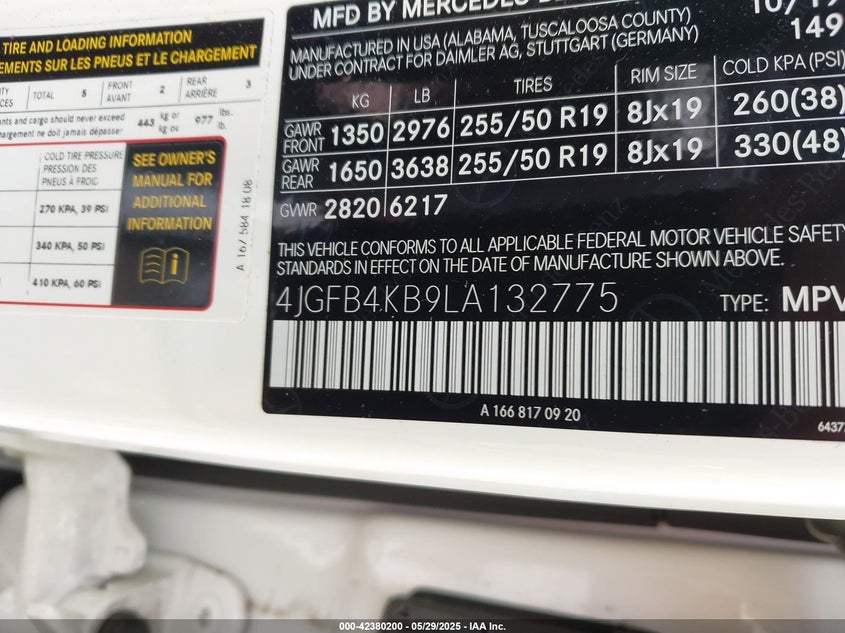 TIRE AND LOADING INFORMATION
SUR LES PNEUS ET LE CHARGEMENT
TOTAL 5 FRONT AVANT 2 REAR ARRIÈRE 3
and cargo should never exceed 443 kg or 977 lbs.
ne doit jamais dépasser kg ou lb.
COLD TIRE PRESSURE
PRESSION DES
PNEUS À FROID
270 KPA, 39 PSI
340 KPA, 50 PSI
410 KPA, 60 PSI
SEE OWNER'S
MANUAL FOR
ADDITIONAL
INFORMATION
A 167 584 18 08
MFD BY MERCEDES
10/19
MANUFACTURED IN USA (ALABAMA, TUSCALOOSA COUNTY)
149
UNDER CONTRACT FOR DAIMLER AG, STUTTGART (GERMANY)
KG LB TIRES RIM SIZE COLD KPA (PSI)
GAWR FRONT 1350 2976 255/50 R19 8Jx19 260(38)
GAWR REAR 1650 3638 255/50 R19 8Jx19 330(48)
GVWR 2820 6217
THIS VEHICLE CONFORMS TO ALL APPLICABLE FEDERAL MOTOR VEHICLE SAFETY
STANDARDS IN EFFECT ON THE DATE OF MANUFACTURE SHOWN ABOVE.
4JGFB4KB9LA132775 TYPE: MPV
A 166 817 09 20
6437
000-42380200 - 05/29/2025 - IAA Inc.